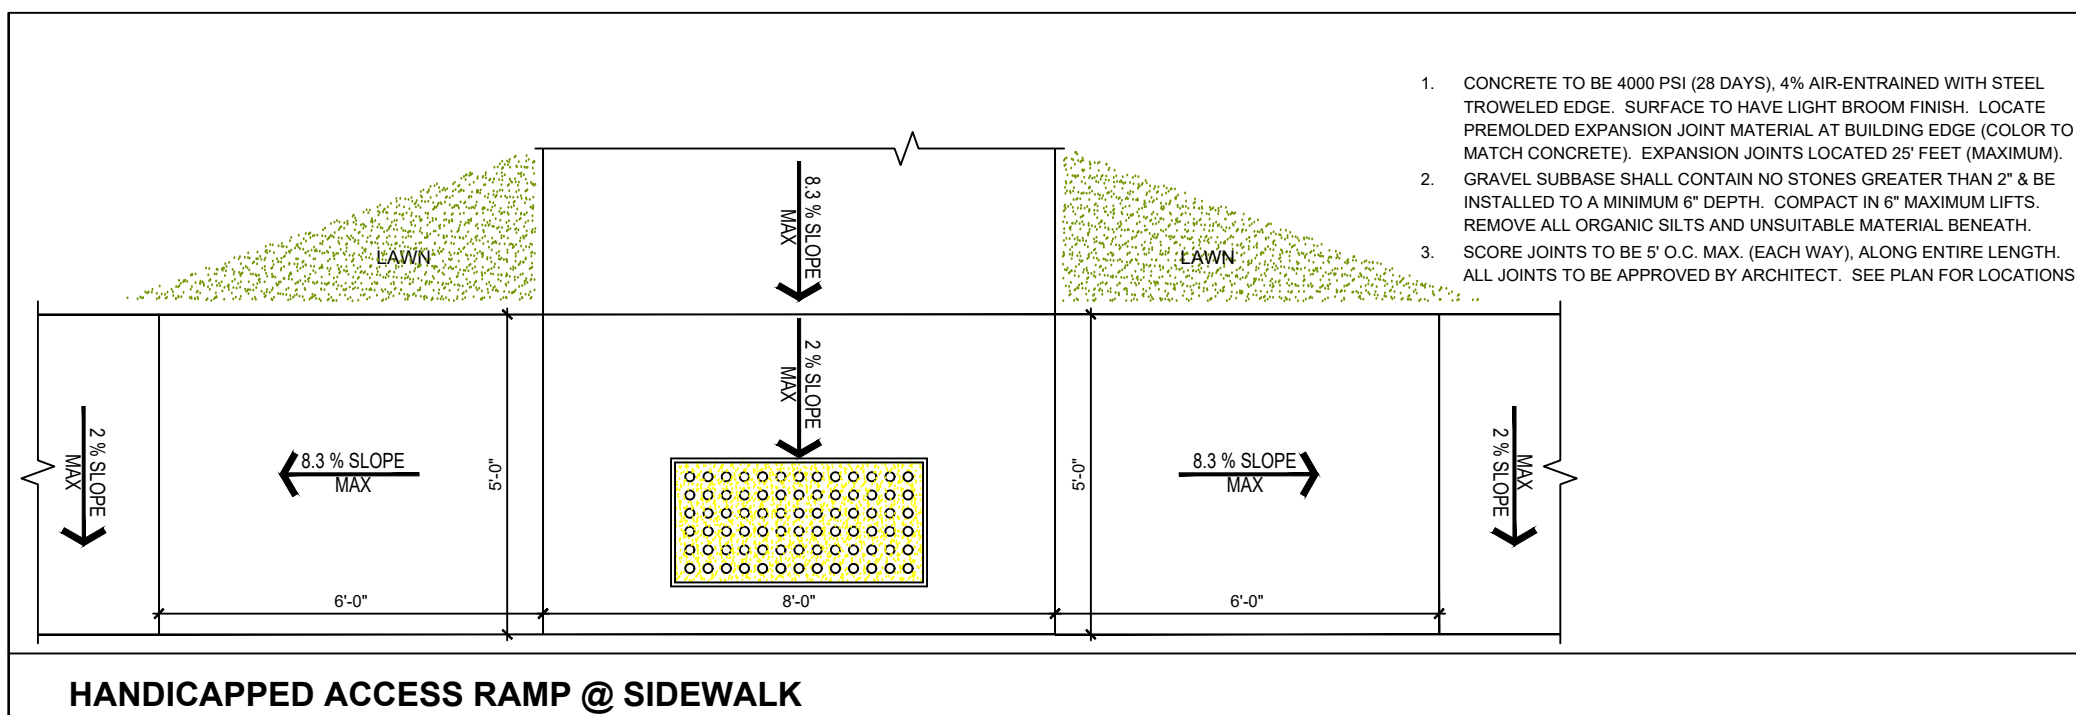 1. CONCRETE TO BE 4000 PSI (28 DAYS), 4% AIR-ENTRAINED WITH STEEL
TROWELED EDGE. SURFACE TO HAVE LIGHT BROOM FINISH. LOCATE
PREMOLDED EXPANSION JOINT MATERIAL AT BUILDING EDGE (COLOR TO
MATCH CONCRETE). EXPANSION JOINTS LOCATED 25' FEET (MAXIMUM).
2. GRAVEL SUBBASE SHALL CONTAIN NO STONES GREATER THAN 2" & BE
INSTALLED TO A MINIMUM 6" DEPTH. COMPACT IN 6" MAXIMUM LIFTS.
REMOVE ALL ORGANIC SILTS AND UNSUITABLE MATERIAL BENEATH.
3. SCORE JOINTS TO BE 5' O.C. MAX. (EACH WAY), ALONG ENTIRE LENGTH.
ALL JOINTS TO BE APPROVED BY ARCHITECT. SEE PLAN FOR LOCATIONS
8.3 % SLOPE
MAX
LAWN
LAWN
2 % SLOPE
MAX
2 % SLOPE
MAX
8.3 % SLOPE
MAX
5'-0"
5'-0"
8.3 % SLOPE
MAX
2 % SLOPE
MAX
6'-0"
8'-0"
6'-0"
HANDICAPPED ACCESS RAMP @ SIDEWALK